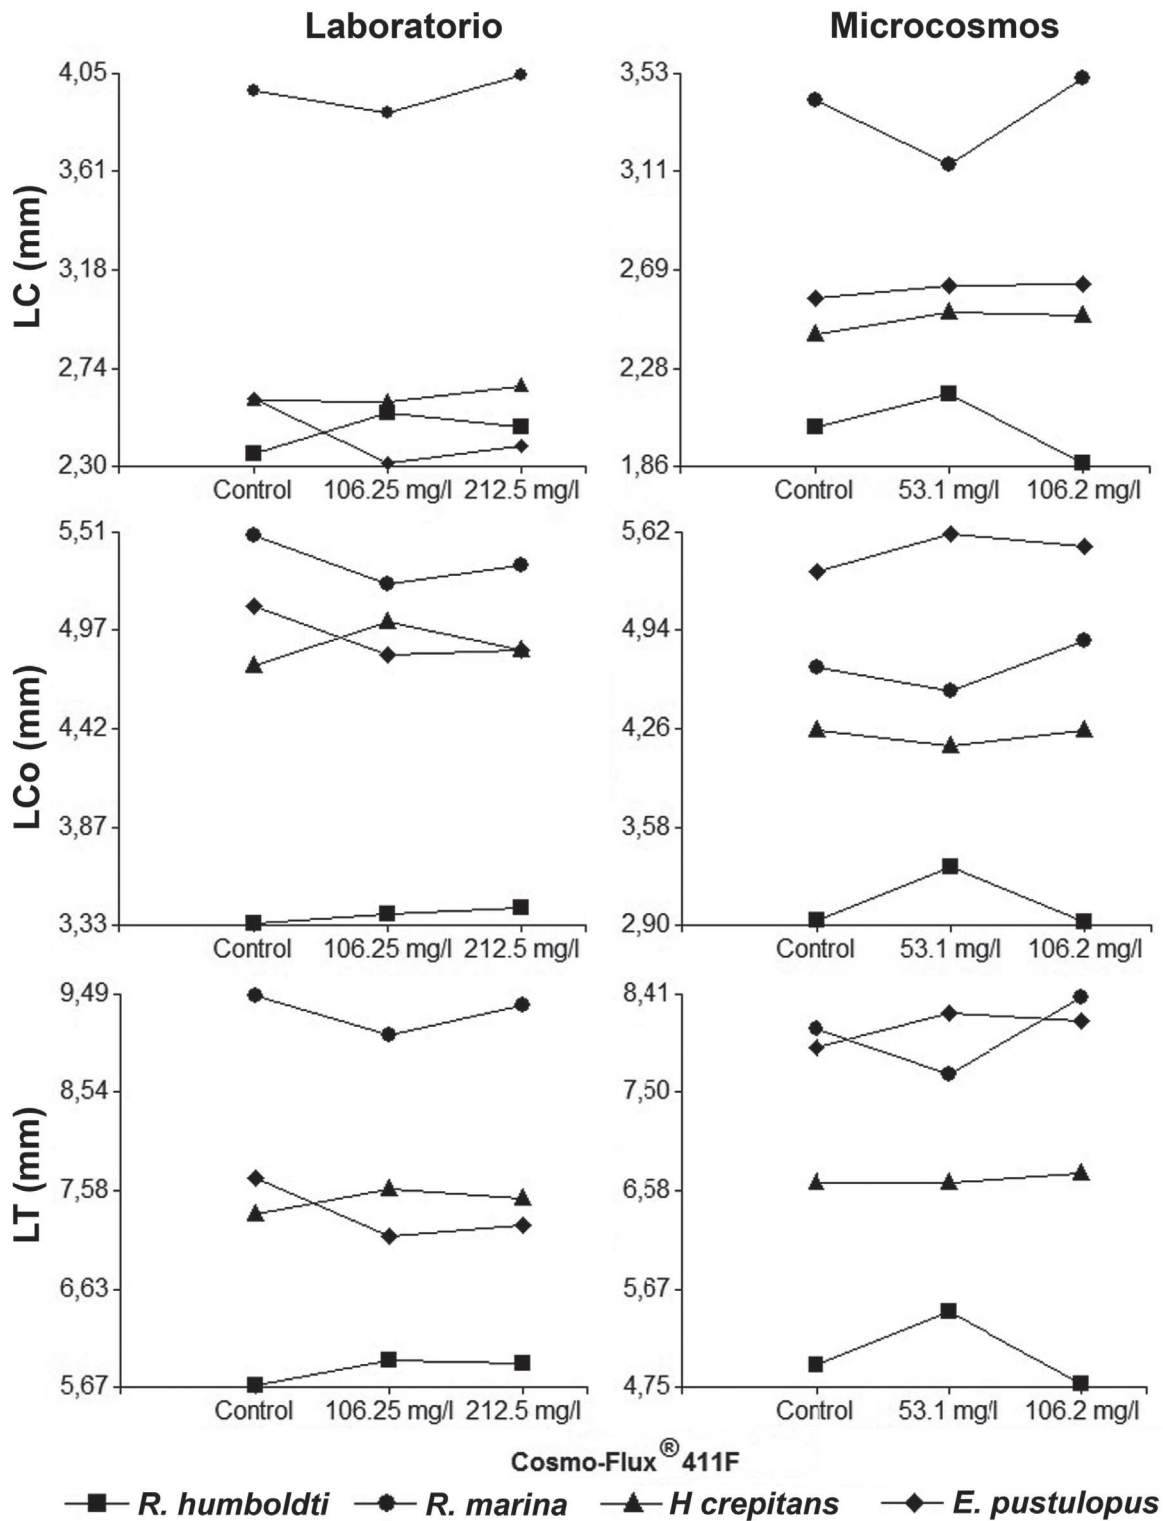 Laboratorio
Microcosmos
LC (mm)
4,05
3,61
3,18
2,74
2,30
Control 106.25 mg/l 212.5 mg/l
3,53
3,11
2,69
2,28
1,86
Control 53.1 mg/l 106.2 mg/l
LCo (mm)
5,51
4,97
4,42
3,87
3,33
Control 106.25 mg/l 212.5 mg/l
5,62
4,94
4,26
3,58
2,90
Control 53.1 mg/l 106.2 mg/l
LT (mm)
9,49
8,54
7,58
6,63
5,67
Control 106.25 mg/l 212.5 mg/l
8,41
7,50
6,58
5,67
4,75
Control 53.1 mg/l 106.2 mg/l
Cosmo-Flux® 411F
R. humboldti R. marina H crepitans E. pustulopus